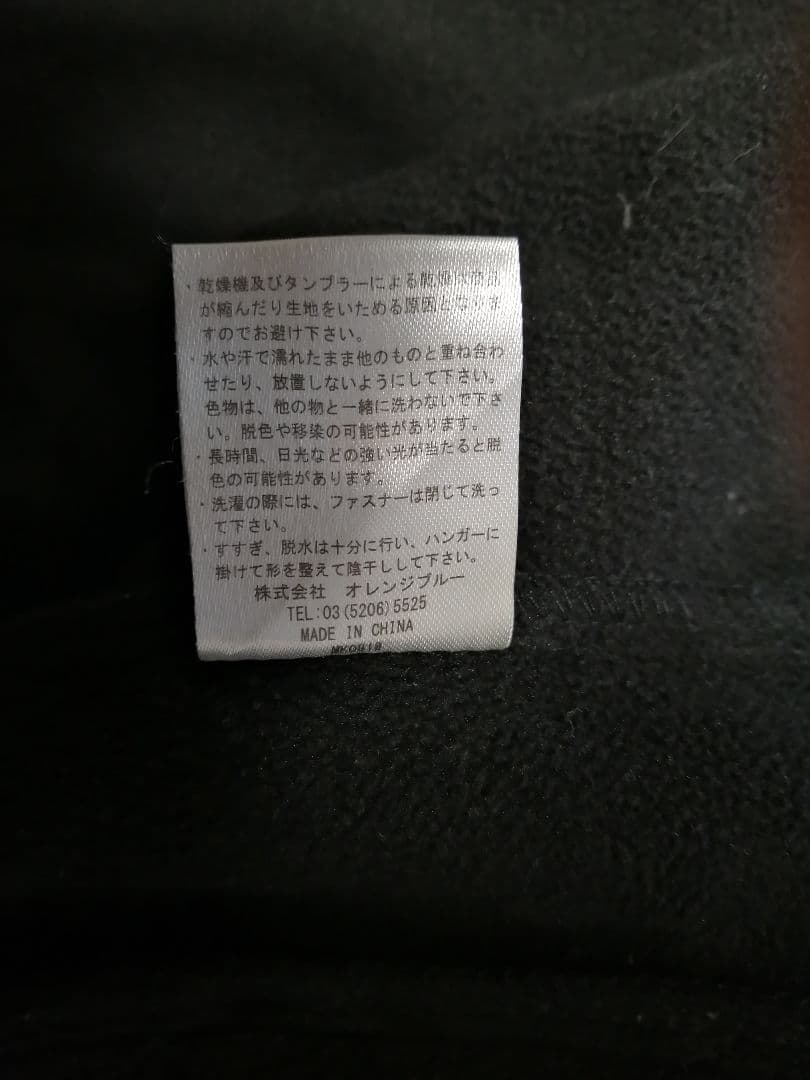 ・乾燥機及びタンブラーによる乾燥は商品
が縮んだり生地をいためる原因となりま
すのでお避け下さい。
・水や汗で濡れたまま他のものと重ね合わ
せたり、放置しないようにして下さい。
色物は、他の物と一緒に洗わないで下さ
い。脱色や移染の可能性があります。
・長時間、日光などの強い光が当たると脱
色の可能性があります。
・洗濯の際には、ファスナーは閉じて洗っ
て下さい。
・すすぎ、脱水は十分に行い、ハンガーに
掛けて形を整えて陰干しして下さい。
株式会社 オレンジブルー
TEL:03(5206)5525
MADE IN CHINA